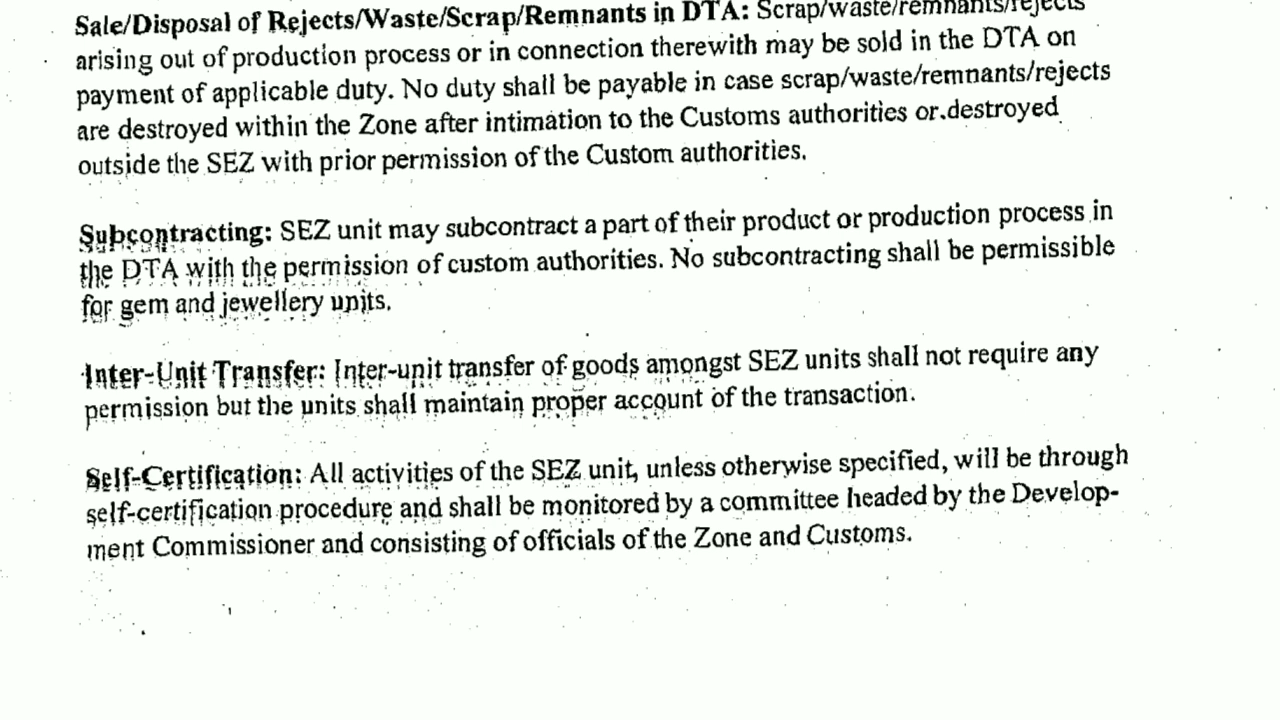 Sale/Disposal of Rejects/Waste/Scrap/Remnants in DTA: Scrap/waste/remnants/rejects
arising out of production process or in connection therewith may be sold in the DTA on
payment of applicable duty. No duty shall be payable in case scrap/waste/remnants/rejects
are destroyed within the Zone after intimation to the Customs authorities or.destroyed
outside the SEZ with prior permission of the Custom authorities.
Subcontracting: SEZ unit may subcontract a part of their product or production process in
the DTA with the permission of custom authorities. No subcontracting shall be permissible
for gem and jewellery units.
Inter-Unit Transfer: Inter-unit transfer of goods amongst SEZ units shall not require any
permission but the units shall maintain proper account of the transaction.
Self-Certification: All activities of the SEZ unit, unless otherwise specified, will be through
self-certification procedure and shall be monitored by a committee headed by the Develop-
ment Commissioner and consisting of officials of the Zone and Customs.